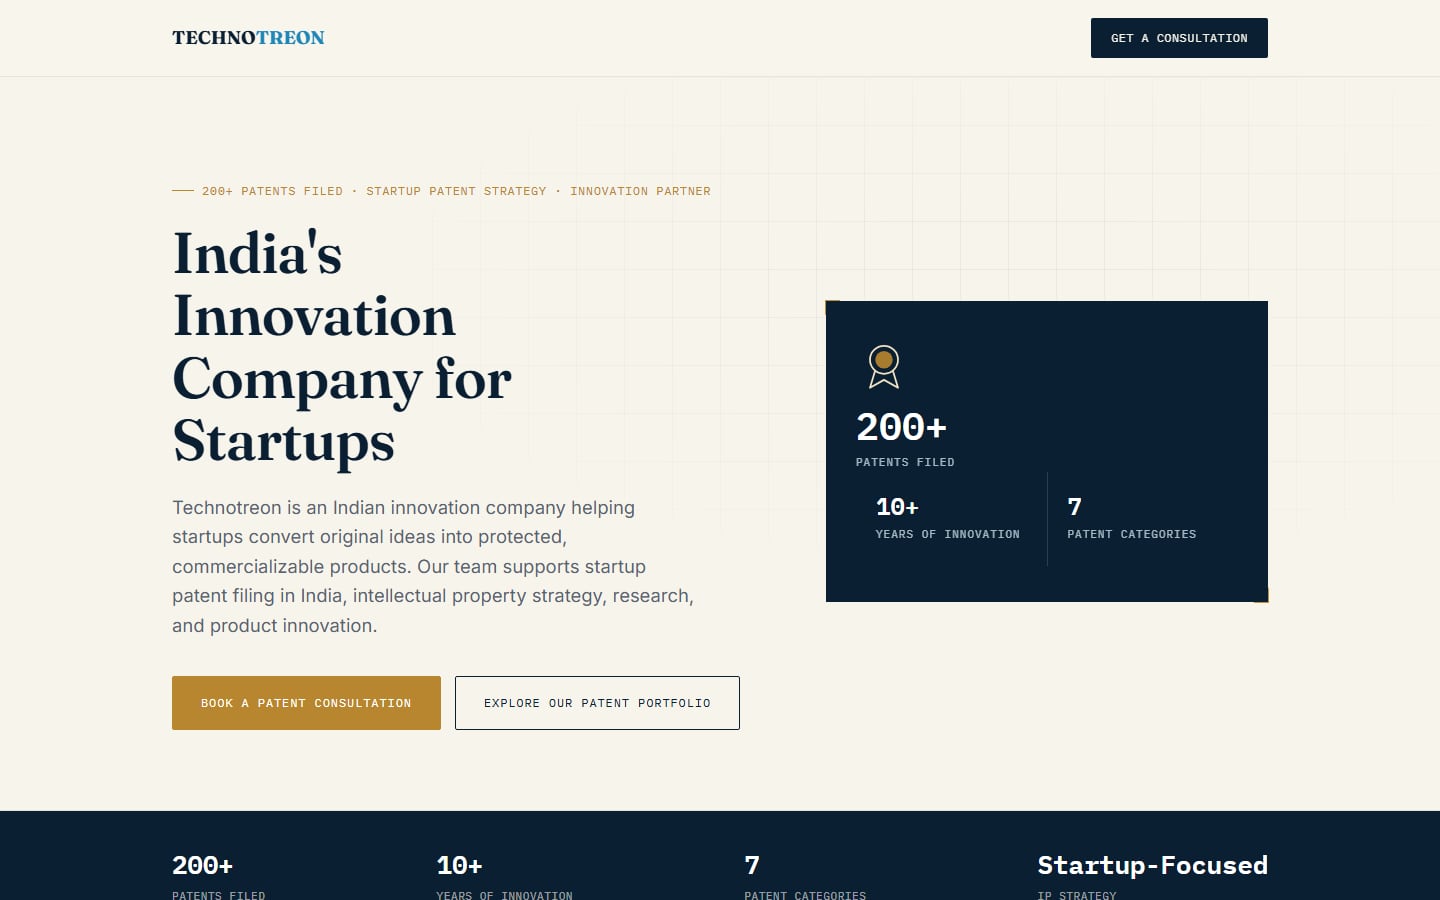 TECHNOTREON
GET A CONSULTATION
200+ PATENTS FILED · STARTUP PATENT STRATEGY · INNOVATION PARTNER
India's
Innovation
Company for
Startups
Technotreon is an Indian innovation company helping
startups convert original ideas into protected,
commercializable products. Our team supports startup
patent filing in India, intellectual property strategy, research,
and product innovation.
BOOK A PATENT CONSULTATION
EXPLORE OUR PATENT PORTFOLIO
200+
PATENTS FILED
10+
YEARS OF INNOVATION
7
PATENT CATEGORIES
200+
PATENTS FILED
10+
YEARS OF INNOVATION
7
PATENT CATEGORIES
Startup-Focused
IP STRATEGY